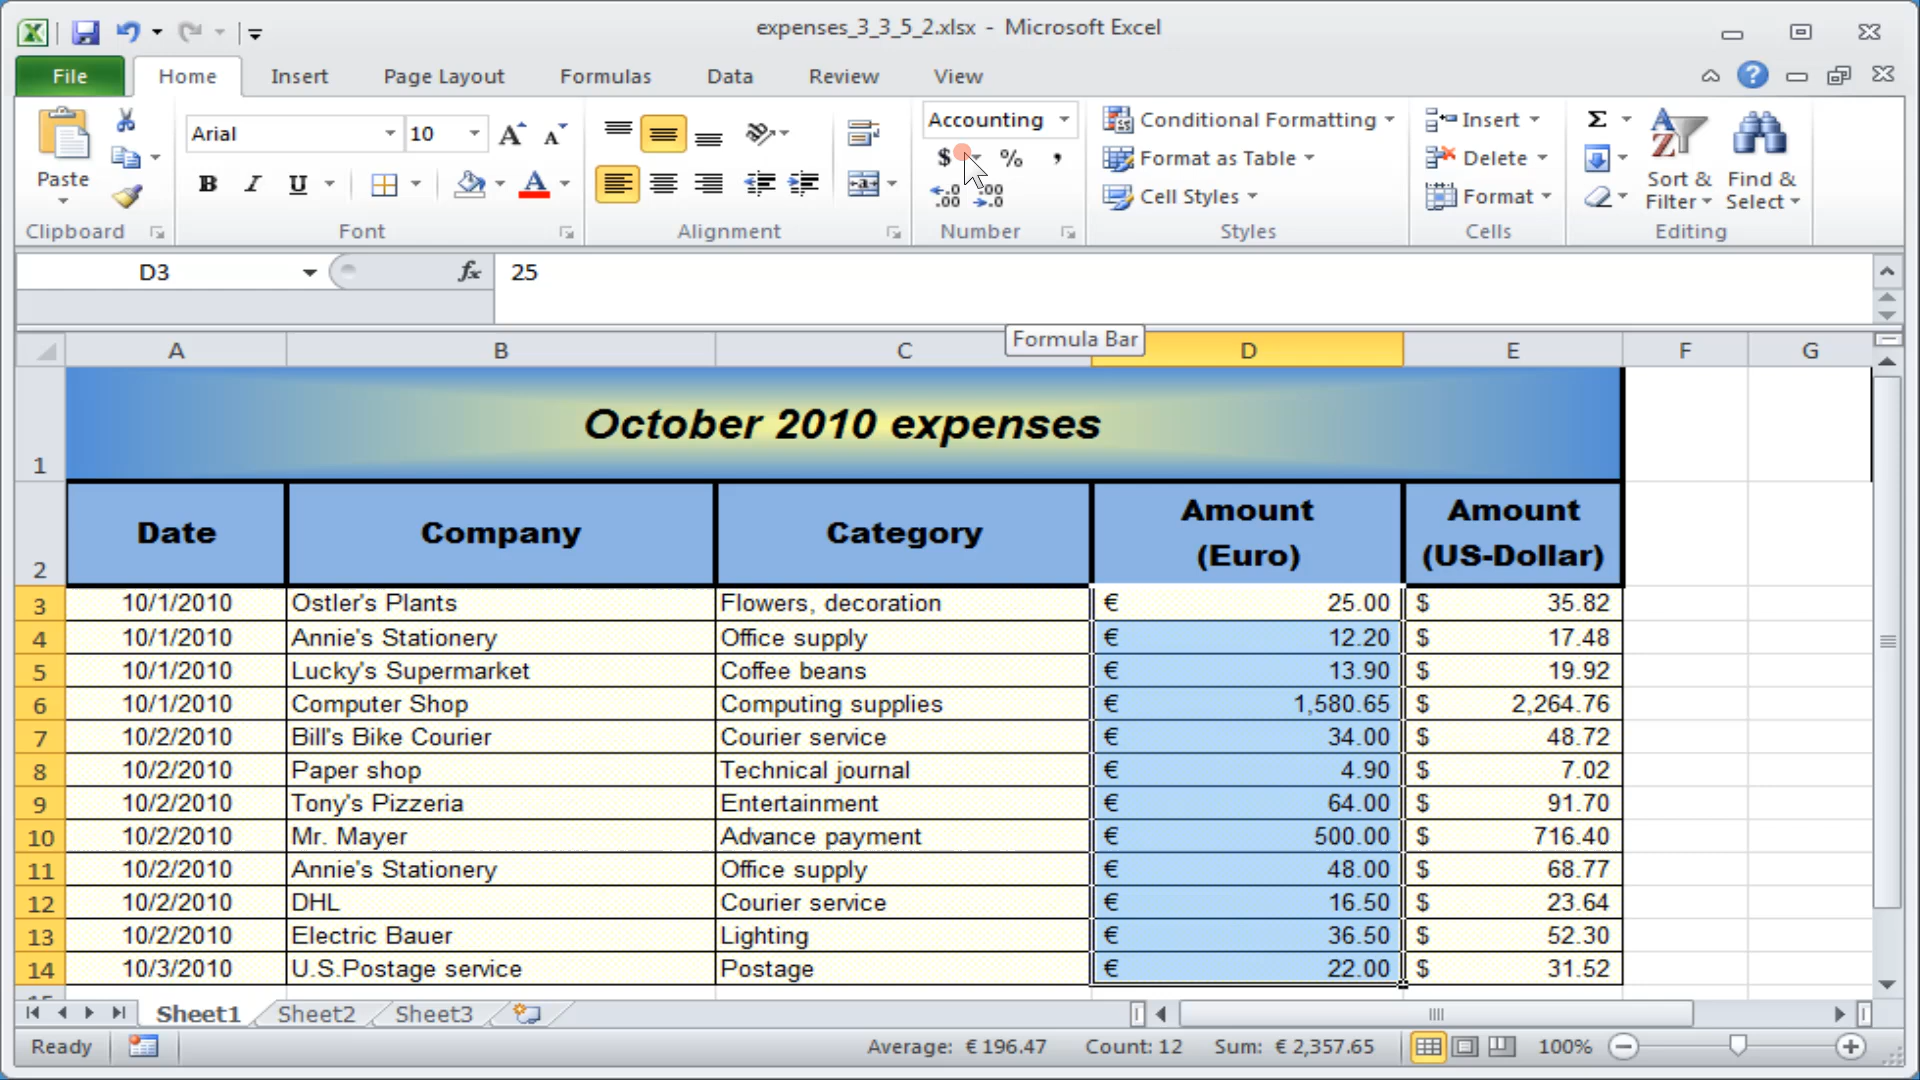 expenses_3_3_5_2.xlsx - Microsoft Excel
File Home Insert Page Layout Formulas Data Review View
Arial 10 Accounting Conditional Formatting Insert Σ
Paste $ % , Format as Table Delete Sort & Filter Find & Select
B I U A Cell Styles Format
Clipboard Font Alignment Number Styles Cells Editing
D3 fx 25
Formula Bar
A B C D E F G
1 October 2010 expenses
2 Date Company Category Amount (Euro) Amount (US-Dollar)
3 10/1/2010 Ostler's Plants Flowers, decoration € 25.00 $ 35.82
4 10/1/2010 Annie's Stationery Office supply € 12.20 $ 17.48
5 10/1/2010 Lucky's Supermarket Coffee beans € 13.90 $ 19.92
6 10/1/2010 Computer Shop Computing supplies € 1,580.65 $ 2,264.76
7 10/2/2010 Bill's Bike Courier Courier service € 34.00 $ 48.72
8 10/2/2010 Paper shop Technical journal € 4.90 $ 7.02
9 10/2/2010 Tony's Pizzeria Entertainment € 64.00 $ 91.70
10 10/2/2010 Mr. Mayer Advance payment € 500.00 $ 716.40
11 10/2/2010 Annie's Stationery Office supply € 48.00 $ 68.77
12 10/2/2010 DHL Courier service € 16.50 $ 23.64
13 10/2/2010 Electric Bauer Lighting € 36.50 $ 52.30
14 10/3/2010 U.S.Postage service Postage € 22.00 $ 31.52
Sheet1 Sheet2 Sheet3
Ready Average: € 196.47 Count: 12 Sum: € 2,357.65 100%